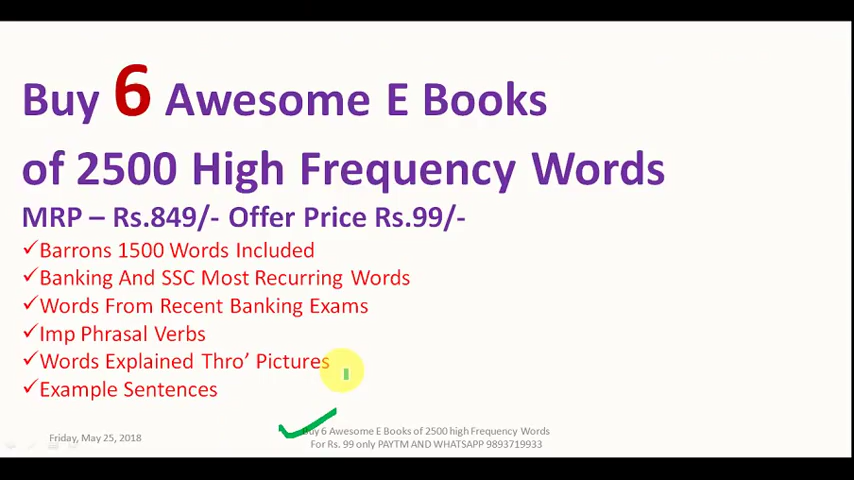 Buy 6 Awesome E Books
of 2500 High Frequency Words
MRP – Rs.849/- Offer Price Rs.99/-
✓Barrons 1500 Words Included
✓Banking And SSC Most Recurring Words
✓Words From Recent Banking Exams
✓Imp Phrasal Verbs
✓Words Explained Thro’ Pictures
✓Example Sentences
Friday, May 25, 2018
Buy 6 Awesome E Books of 2500 high Frequency Words
For Rs. 99 only PAYTM AND WHATSAPP 9893719933